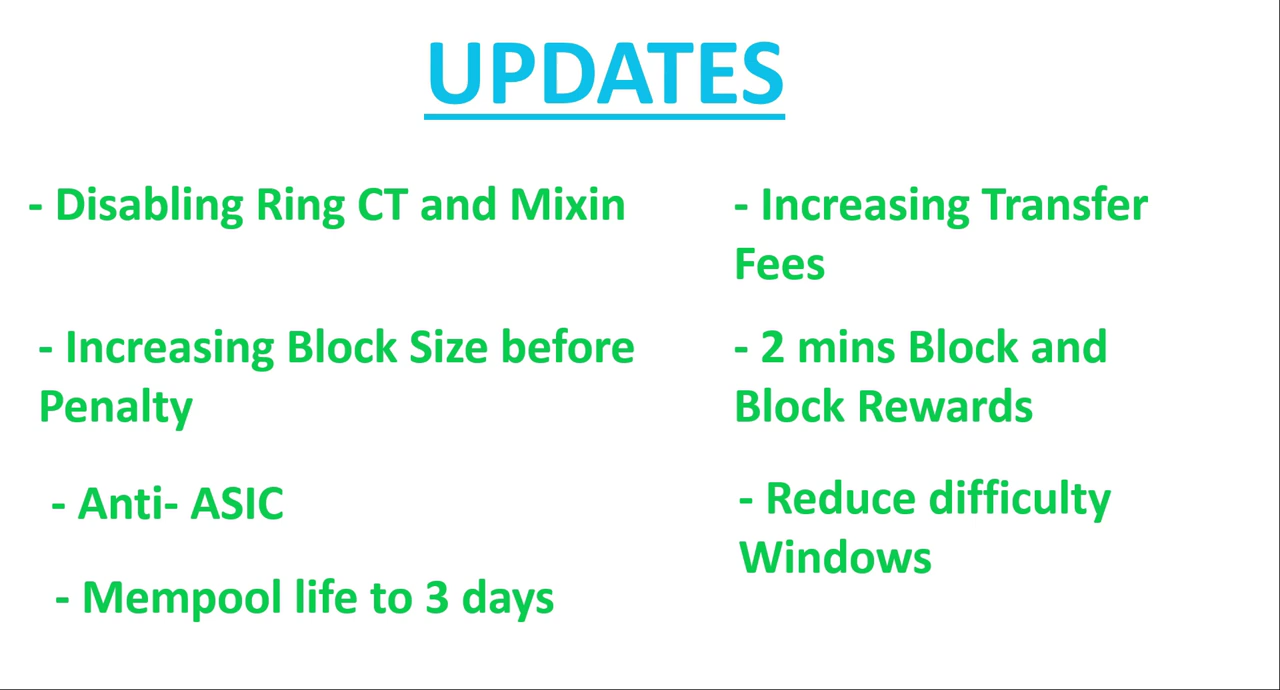 UPDATES
- Disabling Ring CT and Mixin
- Increasing Block Size before
Penalty
- Anti- ASIC
- Mempool life to 3 days
- Increasing Transfer
Fees
- 2 mins Block and
Block Rewards
- Reduce difficulty
Windows